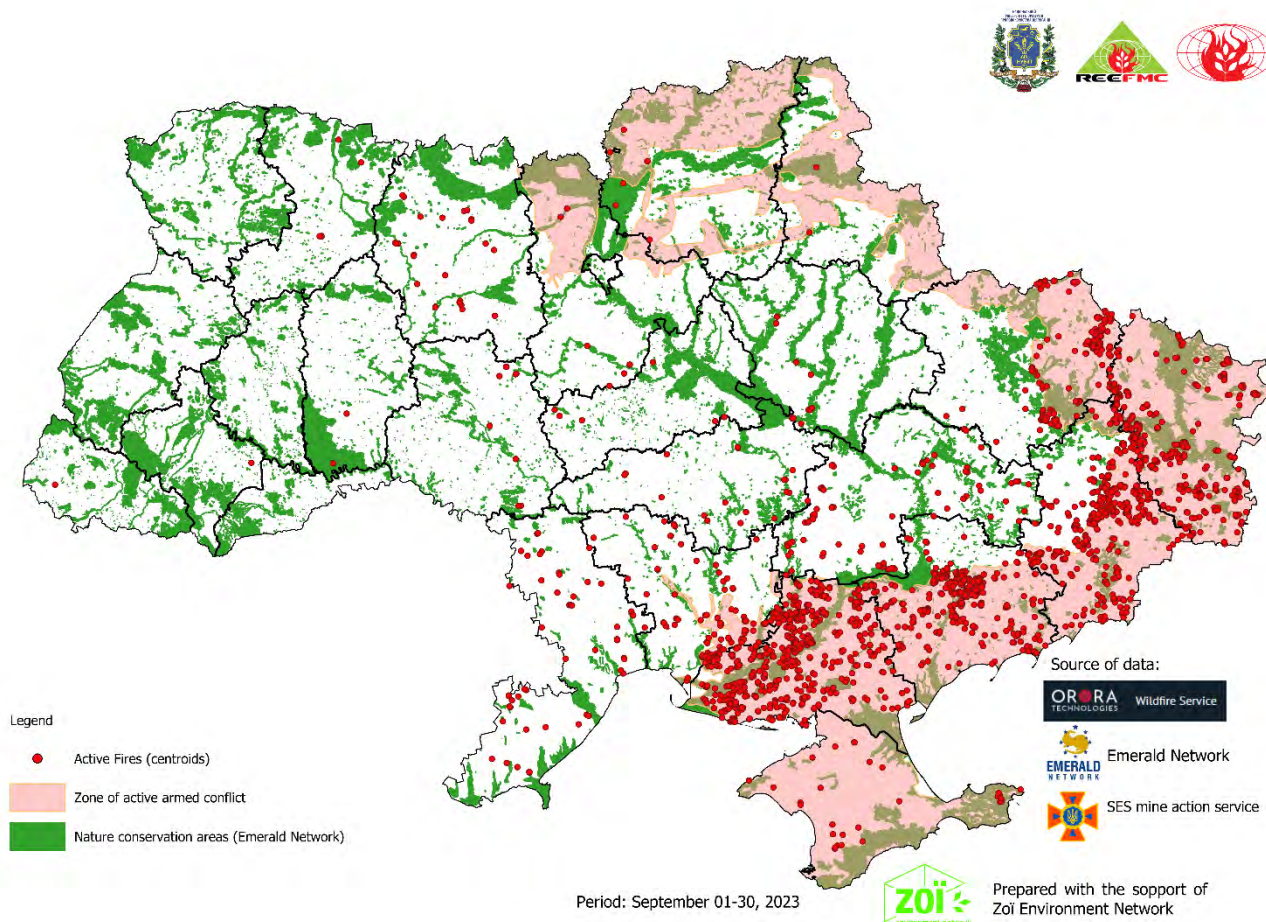 REEFMC
Source of data:
ORORA
TECHNOLOGIES
Wildfire Service
EMERALD
NETWORK
Emerald Network
SES mine action service
Legend
Active Fires (centroids)
Zone of active armed conflict
Nature conservation areas (Emerald Network)
Period: September 01-30, 2023
ZOÏ
Prepared with the sopport of
Zoï Environment Network